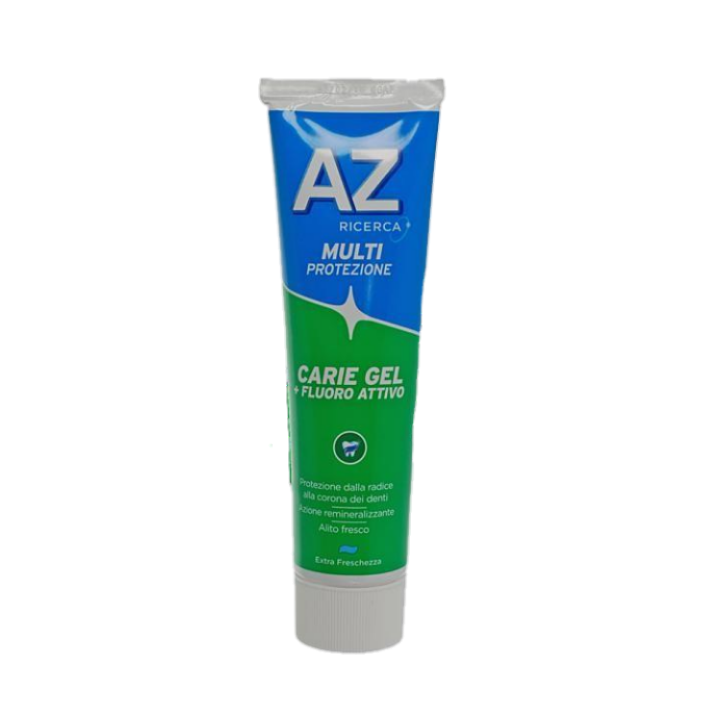 AZ
RICERCA
MULTI
PROTEZIONE
CARIE GEL
+ FLUORO ATTIVO
Protezione dalla radice
alla corona dei denti
Azione remineralizzante
Alito fresco
Extra Freschezza